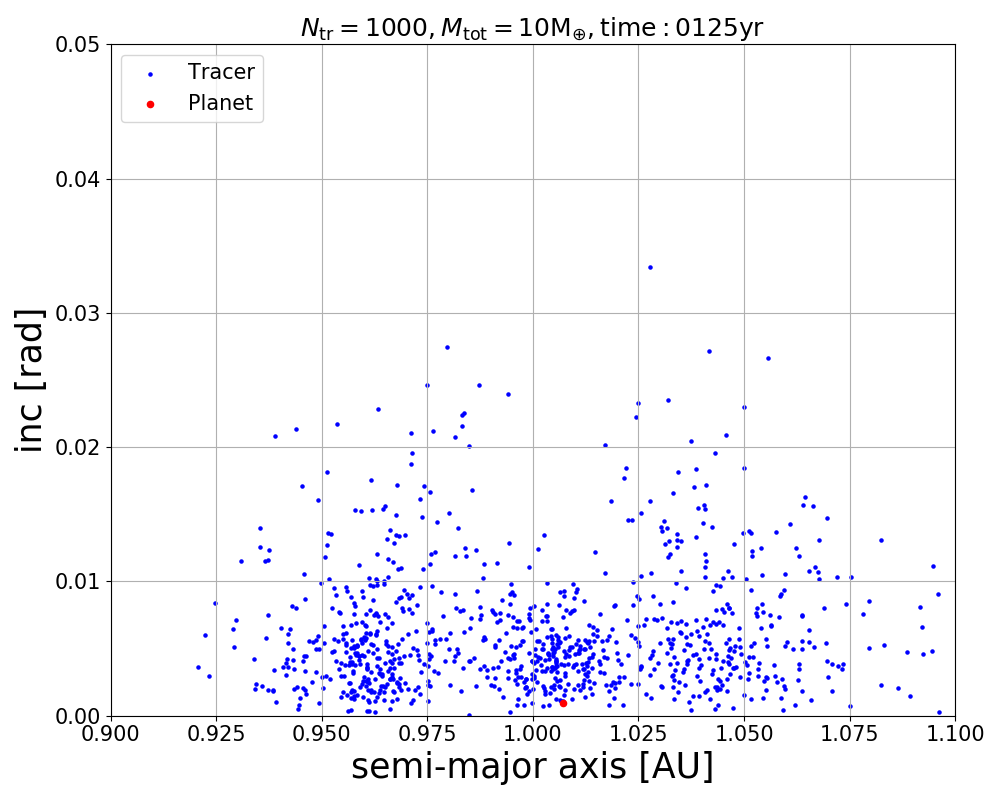 N_tr = 1000, M_tot = 10M_⊕, time : 0125yr
0.05
Tracer
Planet
0.04
0.03
inc [rad]
0.02
0.01
0.00
0.900 0.925 0.950 0.975 1.000 1.025 1.050 1.075 1.100
semi-major axis [AU]